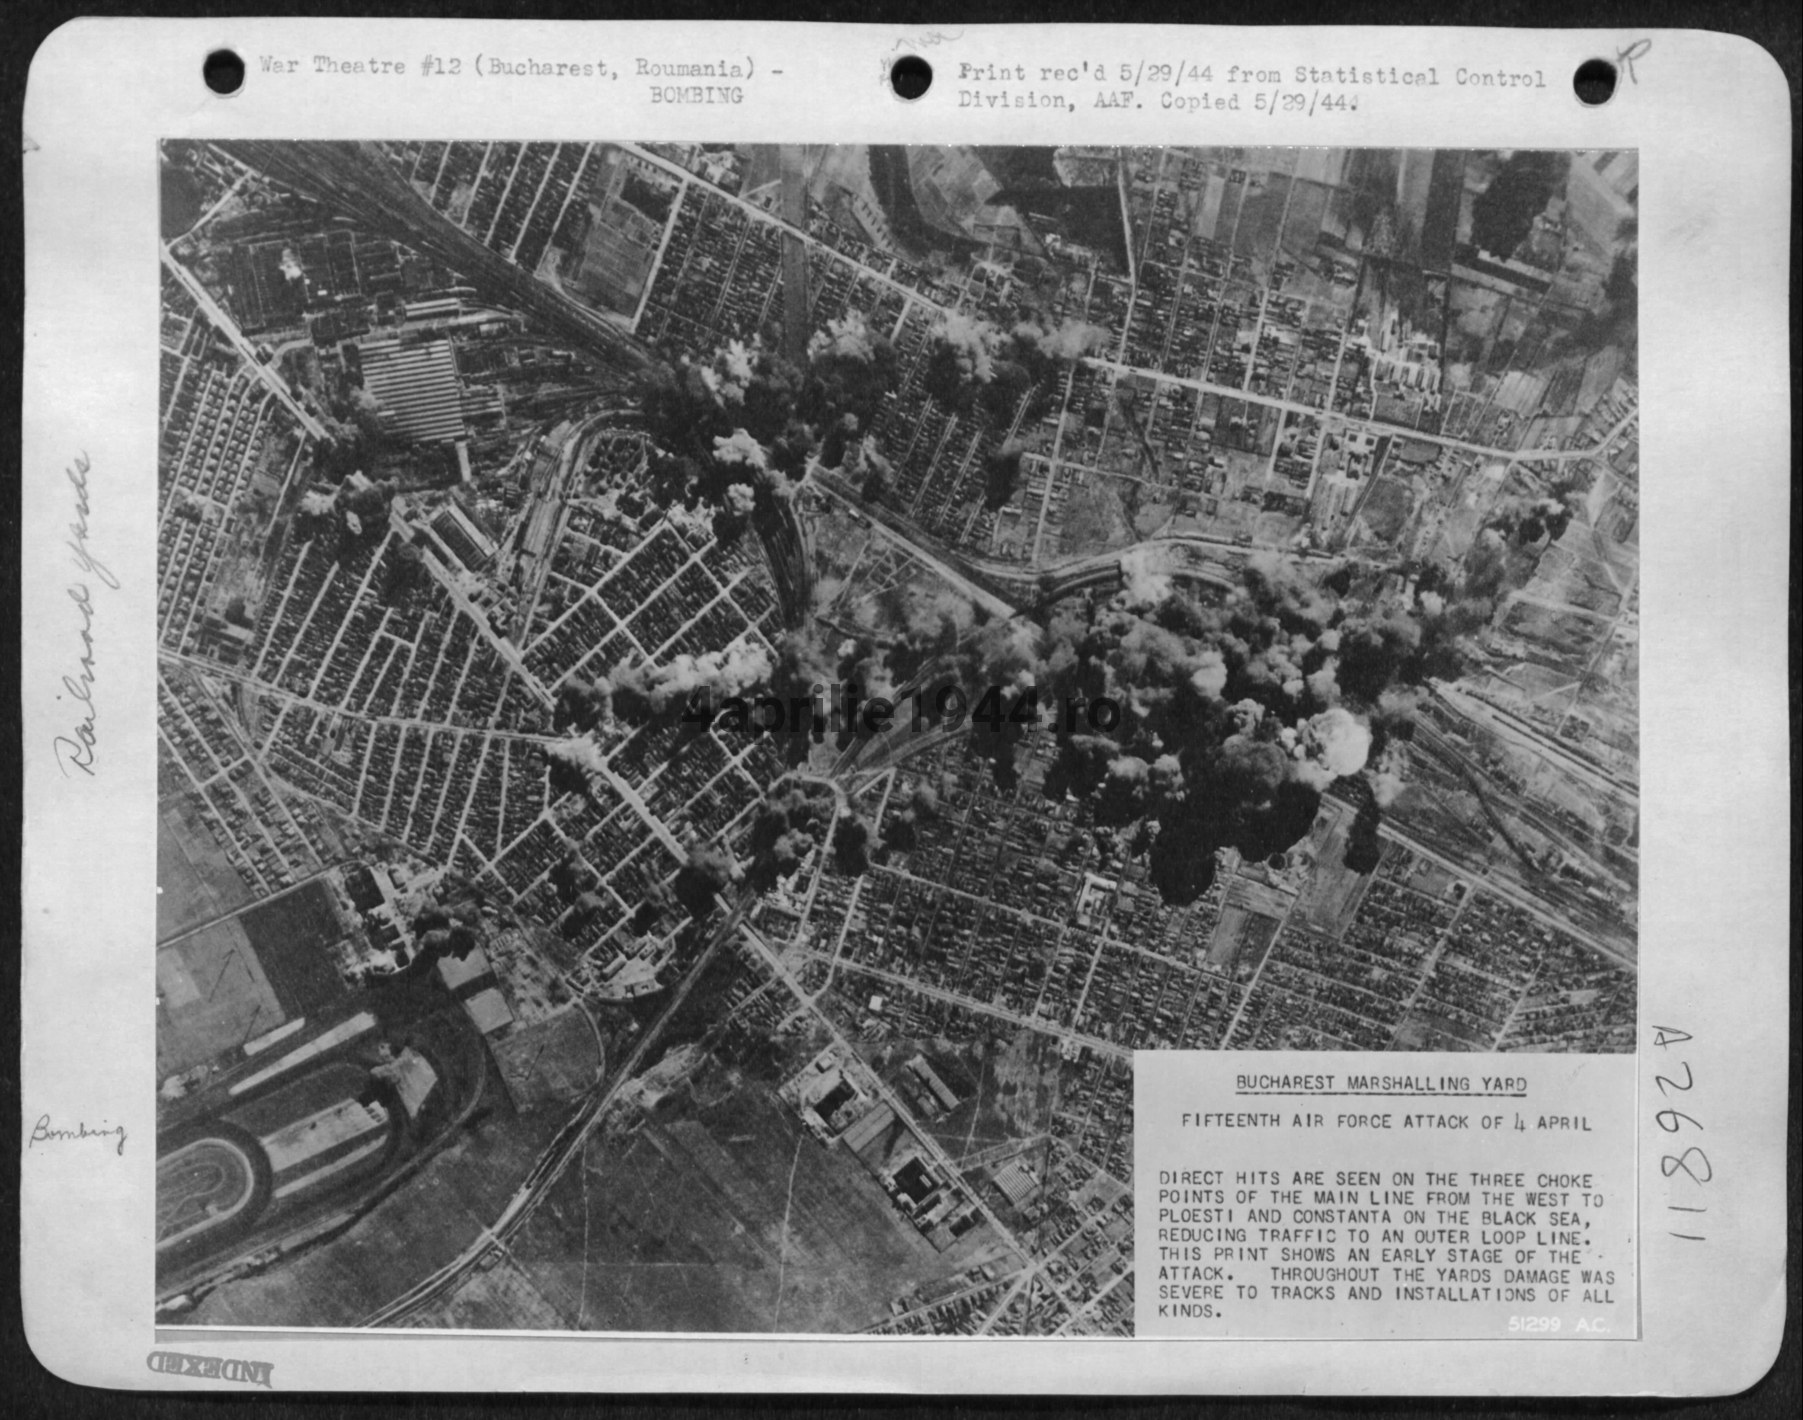 War Theatre #12 (Bucharest, Roumania) -
BOMBING
Print rec'd 5/29/44 from Statistical Control
Division, AAF. Copied 5/29/44.
R
Railroad yards
Bombing
4aprilie1944.ro
A26811
BUCHAREST MARSHALLING YARD
FIFTEENTH AIR FORCE ATTACK OF 4 APRIL
DIRECT HITS ARE SEEN ON THE THREE CHOKE
POINTS OF THE MAIN LINE FROM THE WEST TO
PLOESTI AND CONSTANTA ON THE BLACK SEA,
REDUCING TRAFFIC TO AN OUTER LOOP LINE.
THIS PRINT SHOWS AN EARLY STAGE OF THE
ATTACK. THROUGHOUT THE YARDS DAMAGE WAS
SEVERE TO TRACKS AND INSTALLATIONS OF ALL
KINDS.
51299 A.C.
INDEXED